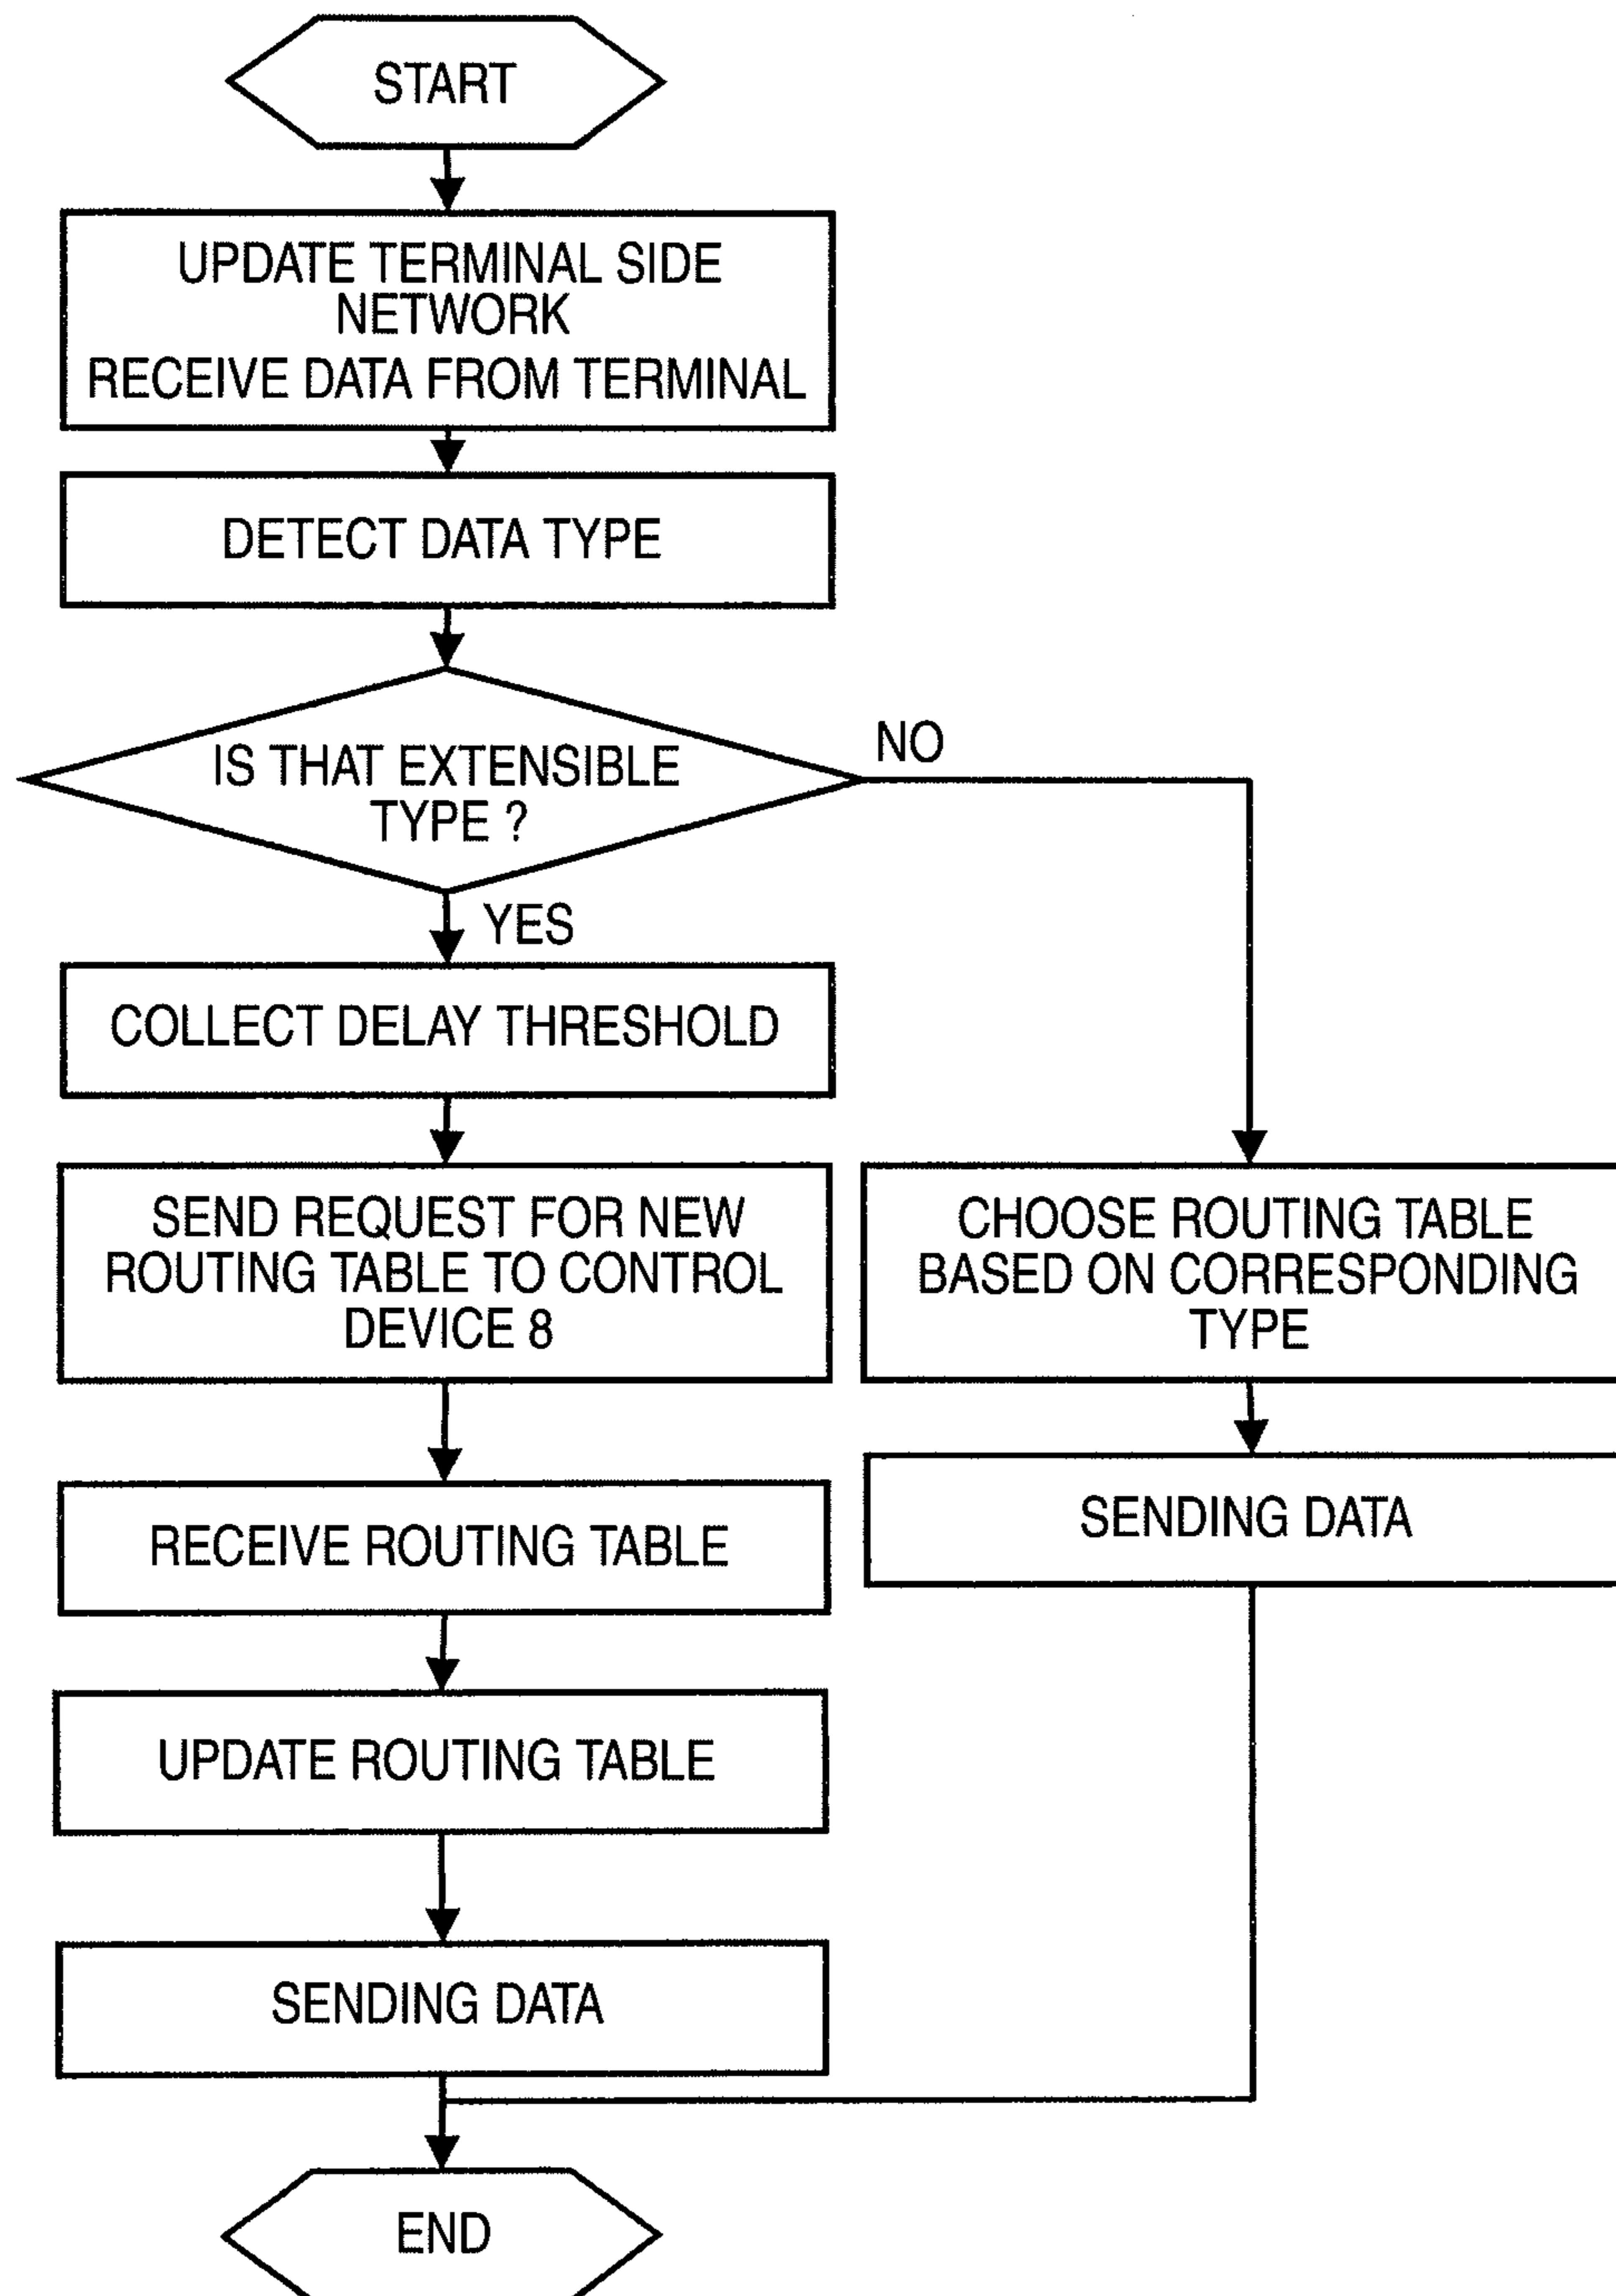 START
UPDATE TERMINAL SIDE
NETWORK
RECEIVE DATA FROM TERMINAL
DETECT DATA TYPE
IS THAT EXTENSIBLE
TYPE ?
NO
YES
COLLECT DELAY THRESHOLD
SEND REQUEST FOR NEW
ROUTING TABLE TO CONTROL
DEVICE 8
CHOOSE ROUTING TABLE
BASED ON CORRESPONDING
TYPE
RECEIVE ROUTING TABLE
SENDING DATA
UPDATE ROUTING TABLE
SENDING DATA
END